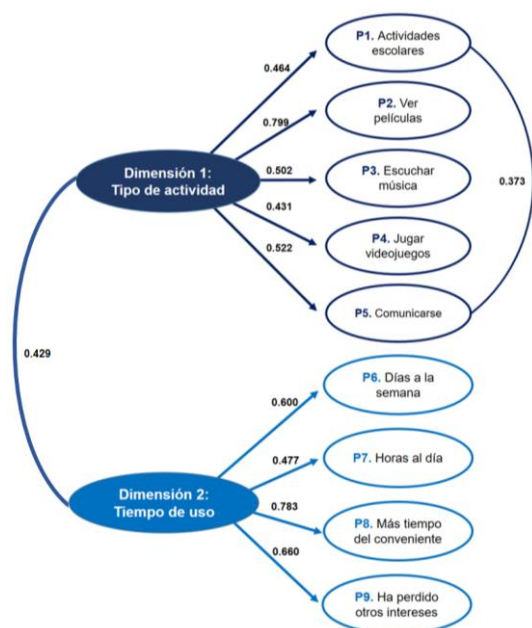 P1. Actividades
escolares
0.464
P2. Ver
películas
0.799
Dimensión 1:
Tipo de actividad
0.502
P3. Escuchar
música
0.373
0.431
P4. Jugar
videojuegos
0.522
P5. Comunicarse
0.429
P6. Días a la
semana
0.600
0.477
P7. Horas al día
Dimensión 2:
Tiempo de uso
0.783
P8. Más tiempo
del conveniente
0.660
P9. Ha perdido
otros intereses